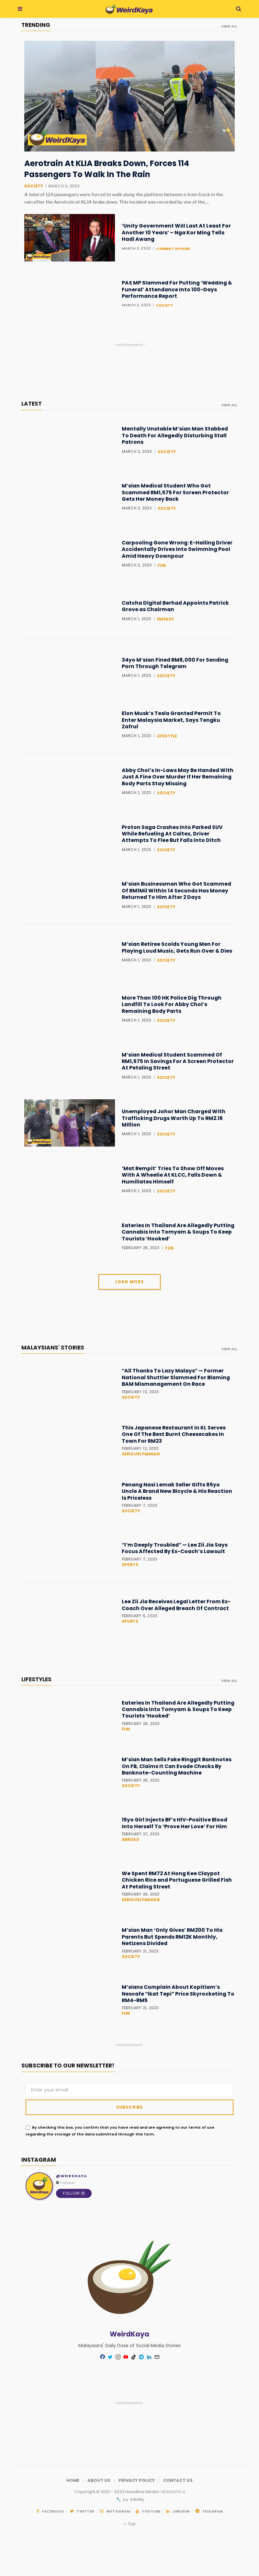 WeirdKaya
TRENDING
VIEW ALL
WeirdKaya
Aerotrain At KLIA Breaks Down, Forces 114
Passengers To Walk In The Rain
SOCIETY | MARCH 3, 2023
A total of 114 passengers were forced to walk along the platform between a train track in the
rain after the Aerotrain at KLIA broke down. This incident was recorded by one of the...
WeirdKaya
'Unity Government Will Last At Least For
Another 10 Years' – Nga Kor Ming Tells
Hadi Awang
MARCH 3, 2023 | CURRENT AFFAIRS
PAS MP Slammed For Putting 'Wedding &
Funeral' Attendance Into 100-Days
Performance Report
MARCH 3, 2023 | SOCIETY
- Advertisements -
LATEST
VIEW ALL
Mentally Unstable M'sian Man Stabbed
To Death For Allegedly Disturbing Stall
Patrons
MARCH 2, 2023 | SOCIETY
M'sian Medical Student Who Got
Scammed RM1,575 For Screen Protector
Gets Her Money Back
MARCH 2, 2023 | SOCIETY
Carpooling Gone Wrong: E-Hailing Driver
Accidentally Drives Into Swimming Pool
Amid Heavy Downpour
MARCH 2, 2023 | FUN
Catcha Digital Berhad Appoints Patrick
Grove as Chairman
MARCH 1, 2023 | INSIGHT
34yo M'sian Fined RM8,000 For Sending
Porn Through Telegram
MARCH 1, 2023 | SOCIETY
Elon Musk's Tesla Granted Permit To
Enter Malaysia Market, Says Tengku
Zafrul
MARCH 1, 2023 | LIFESTYLE
Abby Choi's In-Laws May Be Handed With
Just A Fine Over Murder If Her Remaining
Body Parts Stay Missing
MARCH 1, 2023 | SOCIETY
Proton Saga Crashes Into Parked SUV
While Refueling At Caltex, Driver
Attempts To Flee But Falls Into Ditch
MARCH 1, 2023 | SOCIETY
M'sian Businessman Who Got Scammed
Of RM1Mil Within 14 Seconds Has Money
Returned To Him After 2 Days
MARCH 1, 2023 | SOCIETY
M'sian Retiree Scolds Young Men For
Playing Loud Music, Gets Run Over & Dies
MARCH 1, 2023 | SOCIETY
More Than 100 HK Police Dig Through
Landfill To Look For Abby Choi's
Remaining Body Parts
MARCH 1, 2023 | SOCIETY
M'sian Medical Student Scammed Of
RM1,575 In Savings For A Screen Protector
At Petaling Street
MARCH 1, 2023 | SOCIETY
WeirdKaya
Unemployed Johor Man Charged With
Trafficking Drugs Worth Up To RM2.16
Million
MARCH 1, 2023 | SOCIETY
'Mat Rempit' Tries To Show Off Moves
With A Wheelie At KLCC, Falls Down &
Humiliates Himself
MARCH 1, 2023 | SOCIETY
Eateries In Thailand Are Allegedly Putting
Cannabis Into Tomyam & Soups To Keep
Tourists 'Hooked'
FEBRUARY 28, 2023 | FUN
LOAD MORE
MALAYSIANS' STORIES
VIEW ALL
"All Thanks To Lazy Malays" — Former
National Shuttler Slammed For Blaming
BAM Mismanagement On Race
FEBRUARY 13, 2023
SOCIETY
This Japanese Restaurant In KL Serves
One Of The Best Burnt Cheesecakes In
Town For RM23
FEBRUARY 13, 2023
SERIOUSLYMAKAN
Penang Nasi Lemak Seller Gifts 85yo
Uncle A Brand New Bicycle & His Reaction
Is Priceless
FEBRUARY 7, 2023
SOCIETY
"I'm Deeply Troubled" — Lee Zii Jia Says
Focus Affected By Ex-Coach's Lawsuit
FEBRUARY 7, 2023
SPORTS
Lee Zii Jia Receives Legal Letter From Ex-
Coach Over Alleged Breach Of Contract
FEBRUARY 6, 2023
SPORTS
LIFESTYLES
VIEW ALL
Eateries In Thailand Are Allegedly Putting
Cannabis Into Tomyam & Soups To Keep
Tourists 'Hooked'
FEBRUARY 28, 2023
FUN
M'sian Man Sells Fake Ringgit Banknotes
On FB, Claims It Can Evade Checks By
Banknote-Counting Machine
FEBRUARY 28, 2023
SOCIETY
15yo Girl Injects BF's HIV-Positive Blood
Into Herself To 'Prove Her Love' For Him
FEBRUARY 27, 2023
ABROAD
We Spent RM72 At Hong Kee Claypot
Chicken Rice and Portuguese Grilled Fish
At Petaling Street
FEBRUARY 26, 2023
SERIOUSLYMAKAN
M'sian Man 'Only Gives' RM200 To His
Parents But Spends RM12K Monthly,
Netizens Divided
FEBRUARY 21, 2023
SOCIETY
M'sians Complain About Kopitiam's
Nescafe "Ikat Tepi" Price Skyrocketing To
RM4-RM5
FEBRUARY 21, 2023
FUN
- Advertisements -
SUBSCRIBE TO OUR NEWSLETTER!
Enter your email
SUBSCRIBE
By checking this box, you confirm that you have read and are agreeing to our terms of use
regarding the storage of the data submitted through this form.
INSTAGRAM
WeirdKaya
@WEIRDKAYA
0 Followers
FOLLOW
WeirdKaya
Malaysians' Daily Dose of Social Media Stories
- Advertisements -
HOME / ABOUT US / PRIVACY POLICY / CONTACT US
Copyright © 2021 - 2023 Headline Media
by Infinity
FACEBOOK TWITTER INSTAGRAM YOUTUBE LINKEDIN TELEGRAM
Top